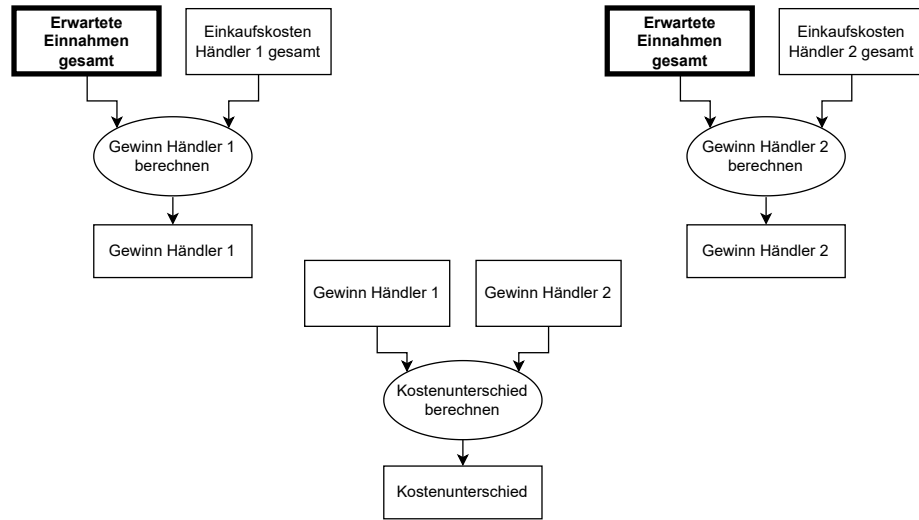 Erwartete
Einnahmen
gesamt
Einkaufskosten
Händler 1 gesamt
Erwartete
Einnahmen
gesamt
Einkaufskosten
Händler 2 gesamt
Gewinn Händler 1
berechnen
Gewinn Händler 2
berechnen
Gewinn Händler 1
Gewinn Händler 2
Gewinn Händler 1
Gewinn Händler 2
Kostenunterschied
berechnen
Kostenunterschied